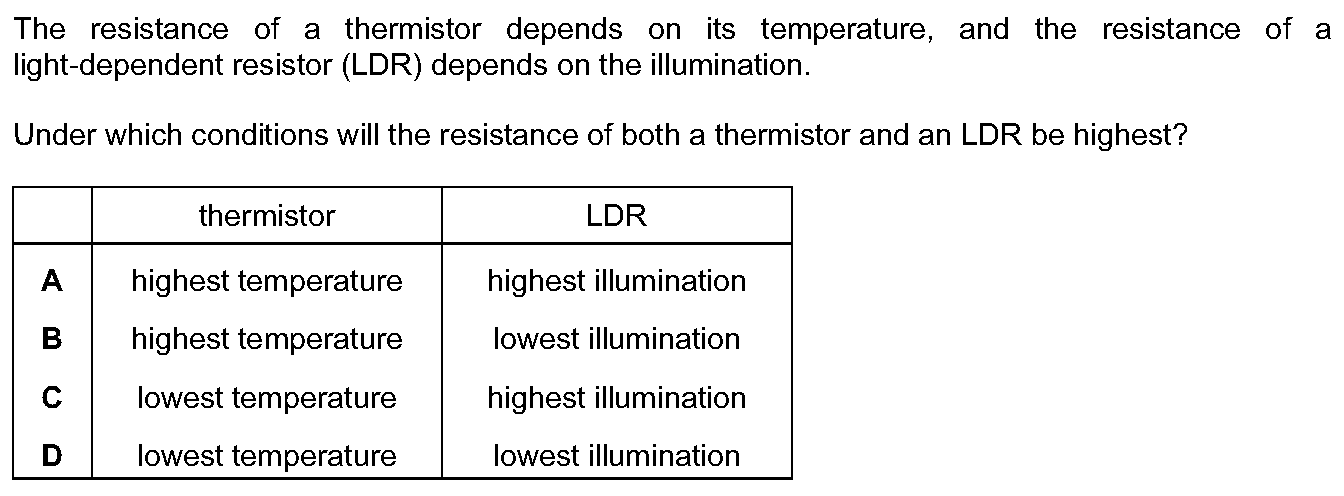 The resistance of a thermistor depends on its temperature, and the resistance of a
light-dependent resistor (LDR) depends on the illumination.
Under which conditions will the resistance of both a thermistor and an LDR be highest?
thermistor LDR
A highest temperature highest illumination
B highest temperature lowest illumination
C lowest temperature highest illumination
D lowest temperature lowest illumination